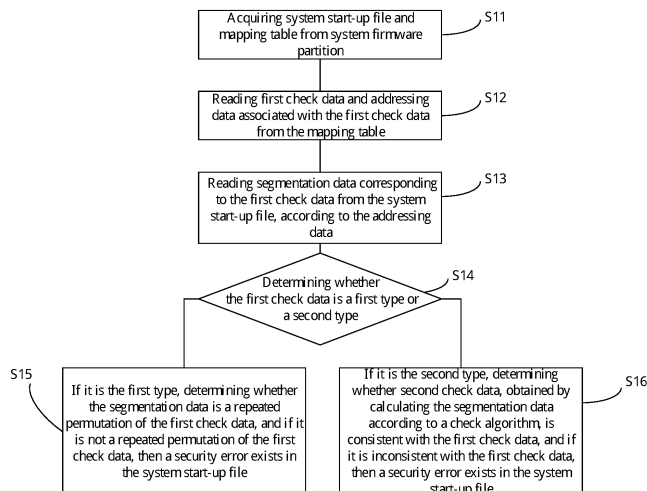 Acquiring system start-up file and
mapping table from system firmware
partition
S11
Reading first check data and addressing
data associated with the first check data
from the mapping table
S12
Reading segmentation data corresponding
to the first check data from the system
start-up file, according to the addressing
data
S13
Determining whether
the first check data is a first type or
a second type
S14
S15
If it is the first type, determining whether
the segmentation data is a repeated
permutation of the first check data, and if it
is not a repeated permutation of the first
check data, then a security error exists in
the system start-up file
If it is the second type, determining
whether second check data, obtained by
calculating the segmentation data
according to a check algorithm, is
consistent with the first check data, and if
it is inconsistent with the first check data,
then a security error exists in the system
start-up file
S16